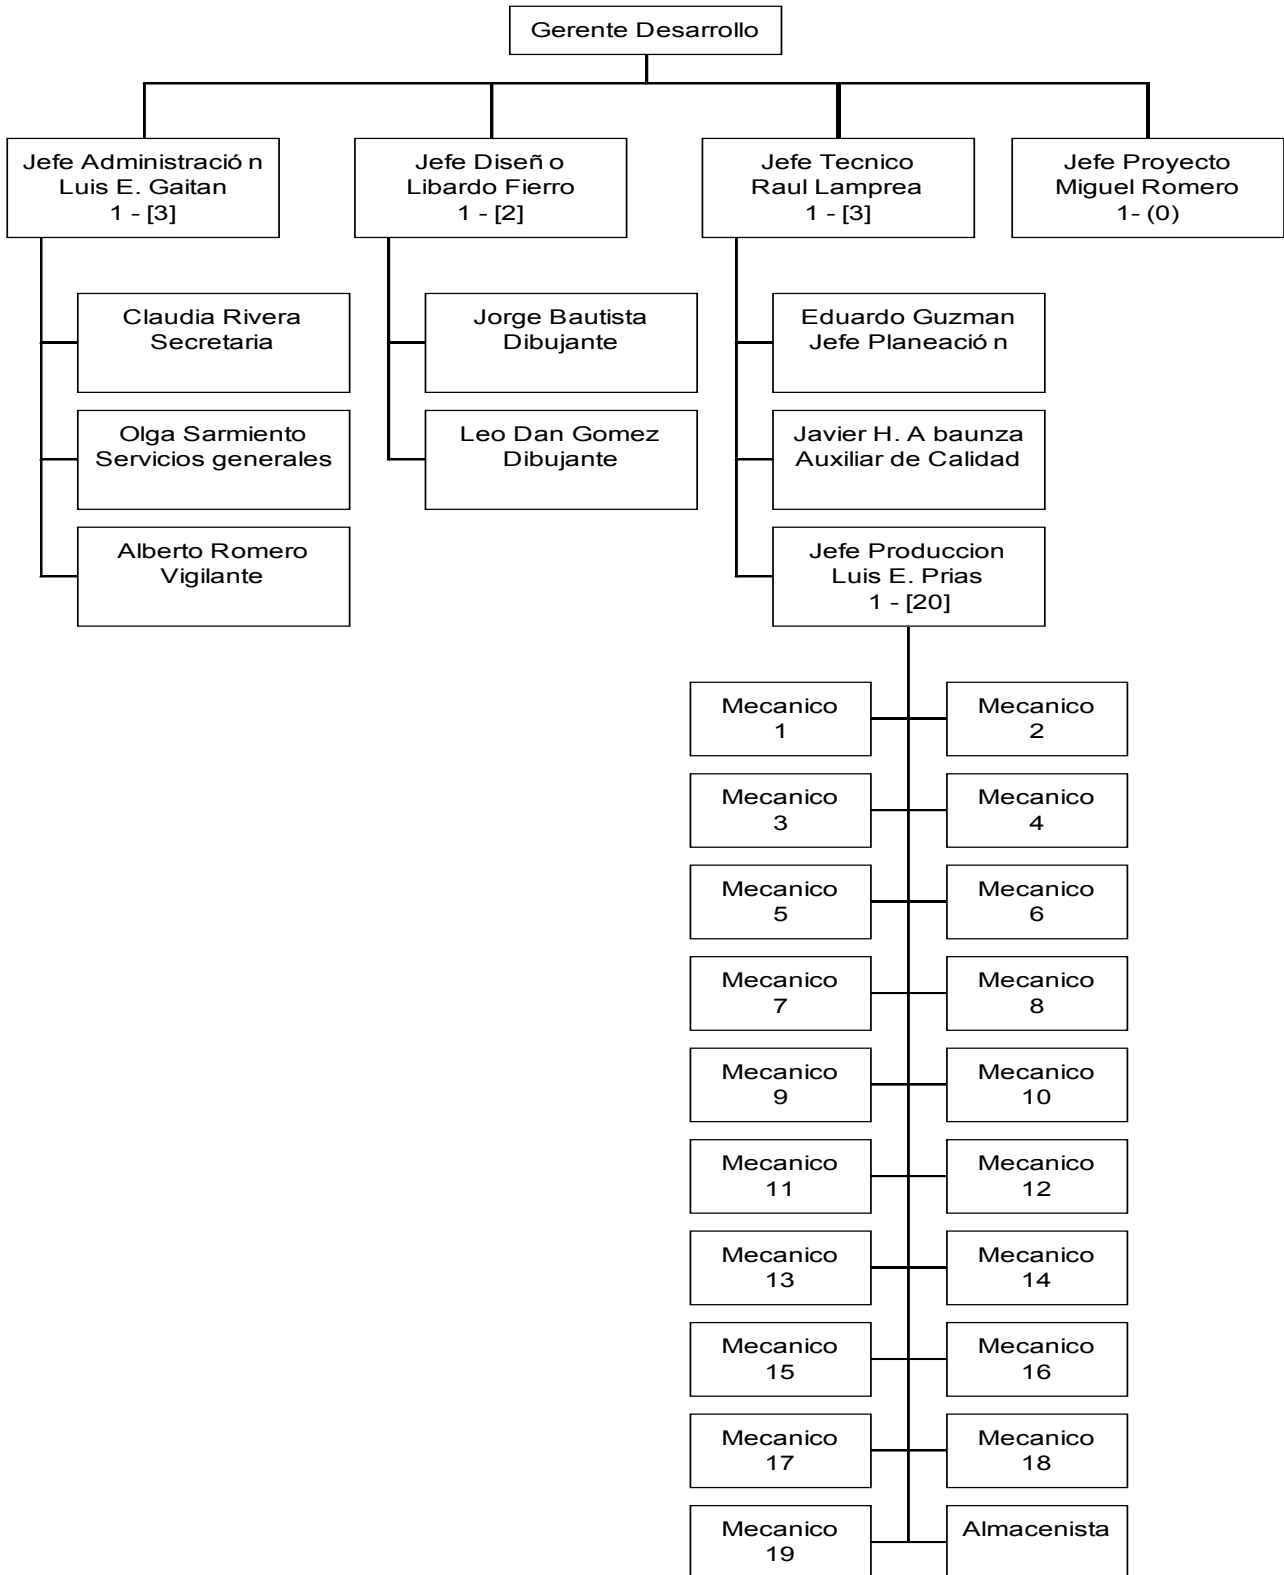 Gerente Desarrollo
Jefe Administració n
Luis E. Gaitan
1 - [3]
Jefe Diseñ o
Libardo Fierro
1 - [2]
Jefe Tecnico
Raul Lamprea
1 - [3]
Jefe Proyecto
Miguel Romero
1- (0)
Claudia Rivera
Secretaria
Olga Sarmiento
Servicios generales
Alberto Romero
Vigilante
Jorge Bautista
Dibujante
Leo Dan Gomez
Dibujante
Eduardo Guzman
Jefe Planeació n
Javier H. A baunza
Auxiliar de Calidad
Jefe Produccion
Luis E. Prias
1 - [20]
Mecanico
1
Mecanico
2
Mecanico
3
Mecanico
4
Mecanico
5
Mecanico
6
Mecanico
7
Mecanico
8
Mecanico
9
Mecanico
10
Mecanico
11
Mecanico
12
Mecanico
13
Mecanico
14
Mecanico
15
Mecanico
16
Mecanico
17
Mecanico
18
Mecanico
19
Almacenista